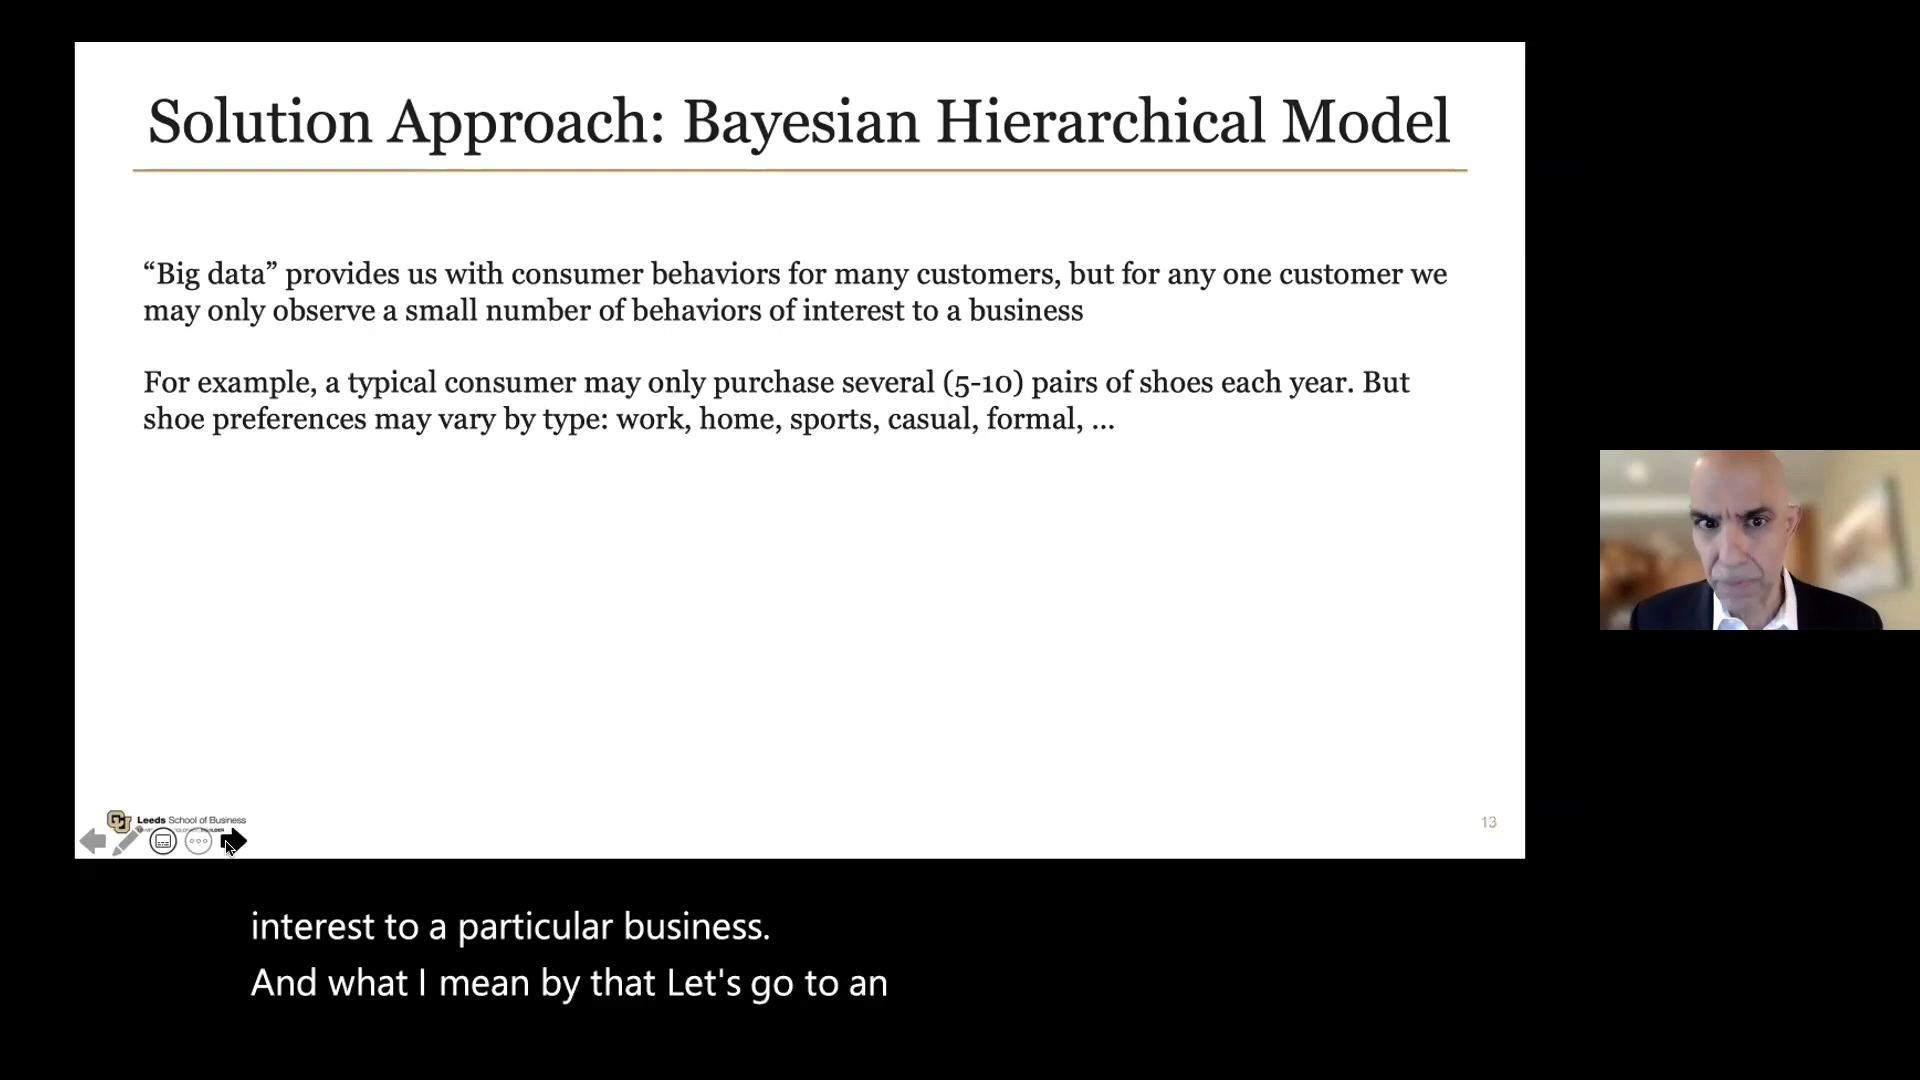 Solution Approach: Bayesian Hierarchical Model
“Big data” provides us with consumer behaviors for many customers, but for any one customer we
may only observe a small number of behaviors of interest to a business
For example, a typical consumer may only purchase several (5-10) pairs of shoes each year. But
shoe preferences may vary by type: work, home, sports, casual, formal, ...
Leeds School of Business
13
interest to a particular business.
And what I mean by that Let's go to an